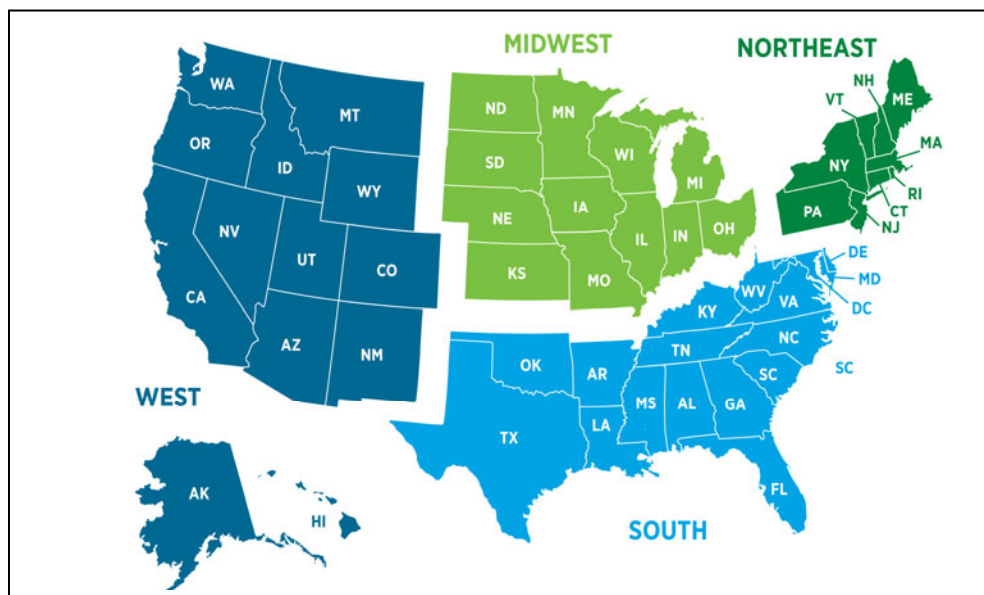 MIDWEST
NORTHEAST
WEST
SOUTH
WA
MT
OR
ID
WY
NV
UT
CO
CA
AZ
NM
AK
HI
ND
MN
SD
WI
MI
NE
IA
IL
IN
OH
KS
MO
NH
VT
ME
MA
NY
RI
CT
PA
NJ
DE
MD
DC
WV
VA
KY
NC
TN
SC
SC
OK
AR
MS
AL
GA
LA
TX
FL